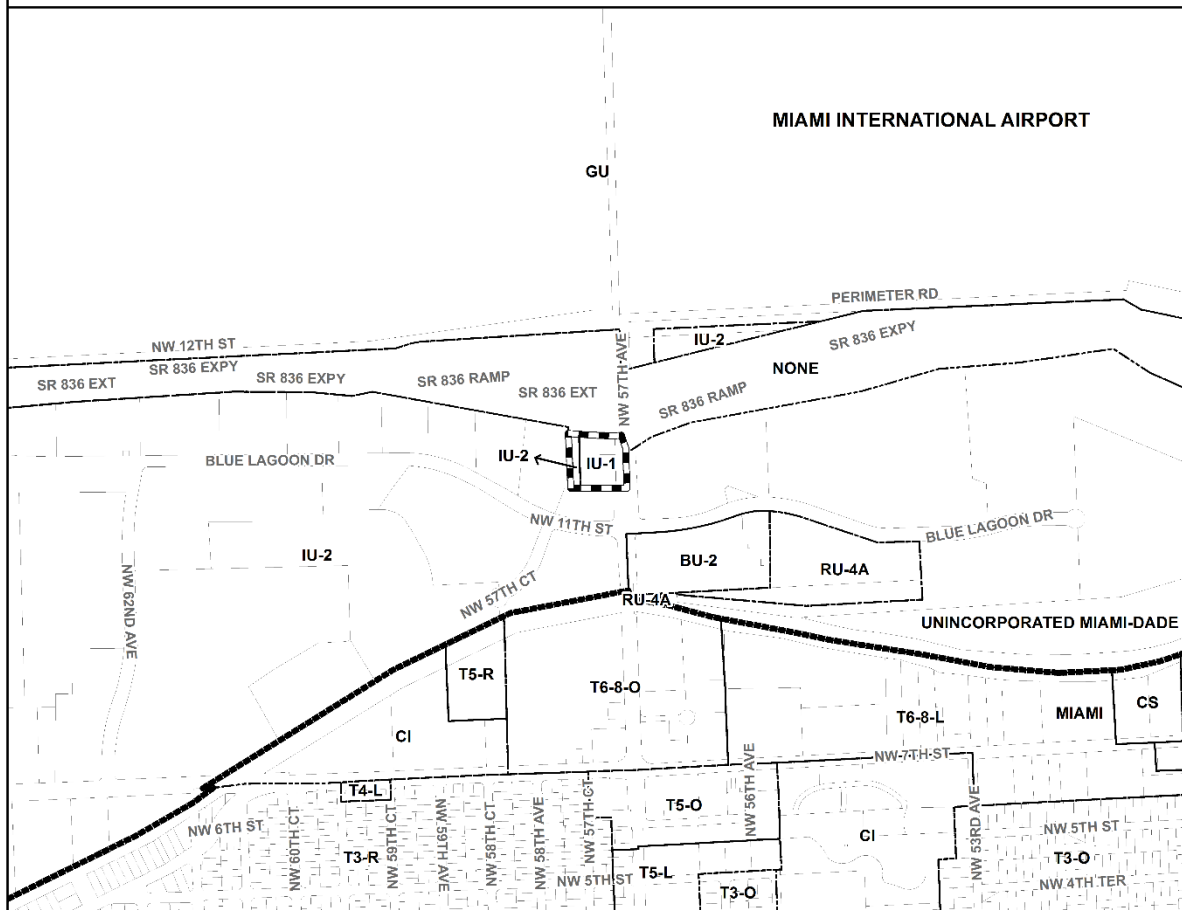 MIAMI INTERNATIONAL AIRPORT
GU
PERIMETER RD
IU-2
SR 836 EXPY
NW 12TH ST
NW 57TH AVE
NONE
SR 836 EXPY
SR 836 EXT
SR 836 EXPY
SR 836 RAMP
SR 836 EXT
SR 836 RAMP
IU-2
IU-1
BLUE LAGOON DR
NW 11TH ST
BLUE LAGOON DR
IU-2
BU-2
RU-4A
NW 62ND AVE
NW 57TH CT
RU-4A
UNINCORPORATED MIAMI-DADE
T5-R
T6-8-O
CS
T6-8-L
MIAMI
CI
NW 7TH ST
T4-L
T5-O
NW 56TH AVE
NW 6TH ST
NW 60TH CT
T3-R
NW 59TH CT
NW 59TH AVE
NW 58TH CT
NW 58TH AVE
NW 57TH CT
CI
NW 53RD AVE
NW 5TH ST
T3-O
NW 5TH ST
T5-L
NW 4TH TER
T3-O